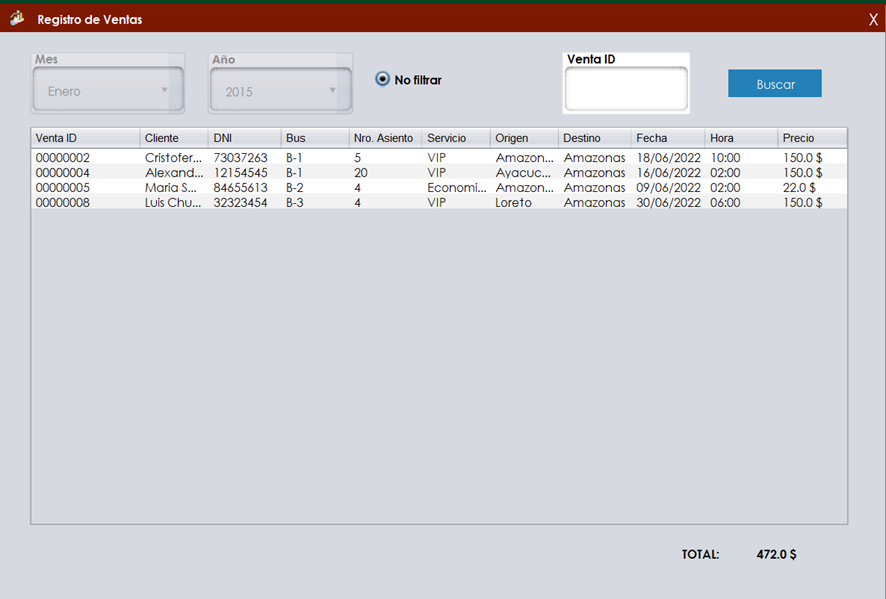 Registro de Ventas X
Mes Año Venta ID
No filtrar
Enero 2015 Buscar
Venta ID Cliente DNI Bus Nro. Asiento Servicio Origen Destino Fecha Hora Precio
00000002 Cristofer... 73037263 B-1 5 VIP Amazon... Amazonas 18/06/2022 10:00 150.0 $
00000004 Alexand... 12154545 B-1 20 VIP Ayacuc... Amazonas 16/06/2022 02:00 150.0 $
00000005 Maria S... 84655613 B-2 4 Economi... Amazon... Amazonas 09/06/2022 02:00 22.0 $
00000008 Luis Chu... 32323454 B-3 4 VIP Loreto Amazonas 30/06/2022 06:00 150.0 $
TOTAL: 472.0 $